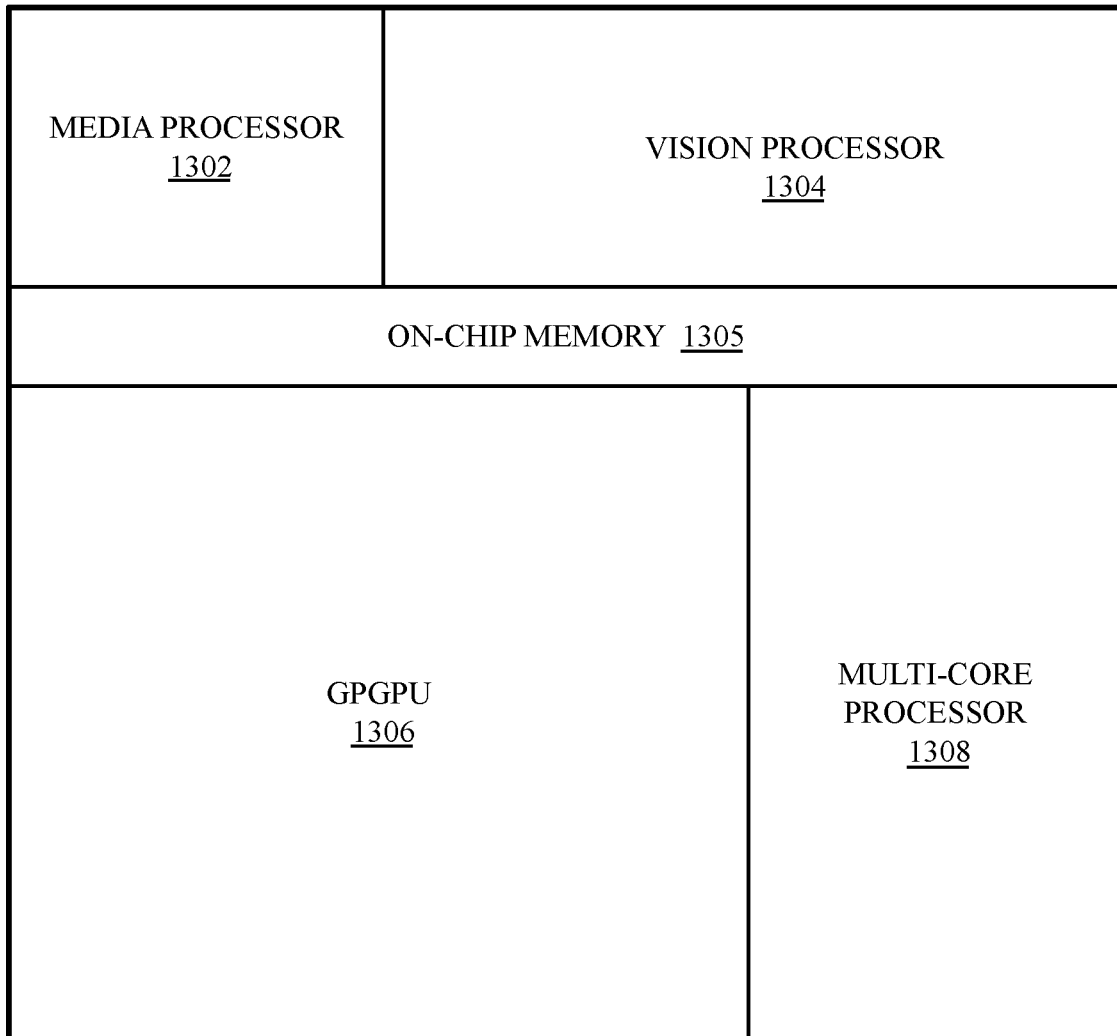 MEDIA PROCESSOR
1302
VISION PROCESSOR
1304
ON-CHIP MEMORY 1305
GPGPU
1306
MULTI-CORE
PROCESSOR
1308